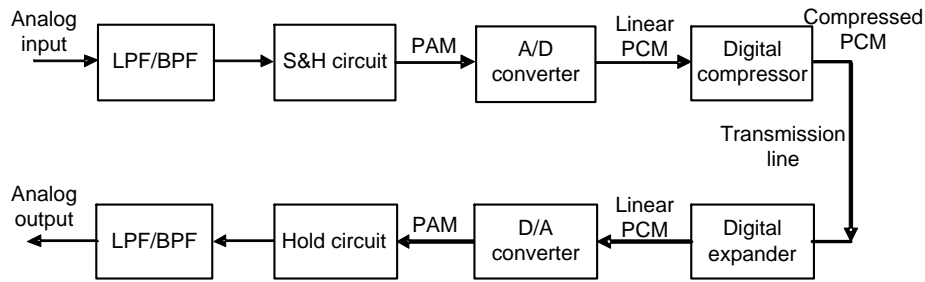 Analog
input
LPF/BPF
S&H circuit
PAM
A/D
converter
Linear
PCM
Digital
compressor
Compressed
PCM
Transmission
line
Analog
output
LPF/BPF
Hold circuit
PAM
D/A
converter
Linear
PCM
Digital
expander